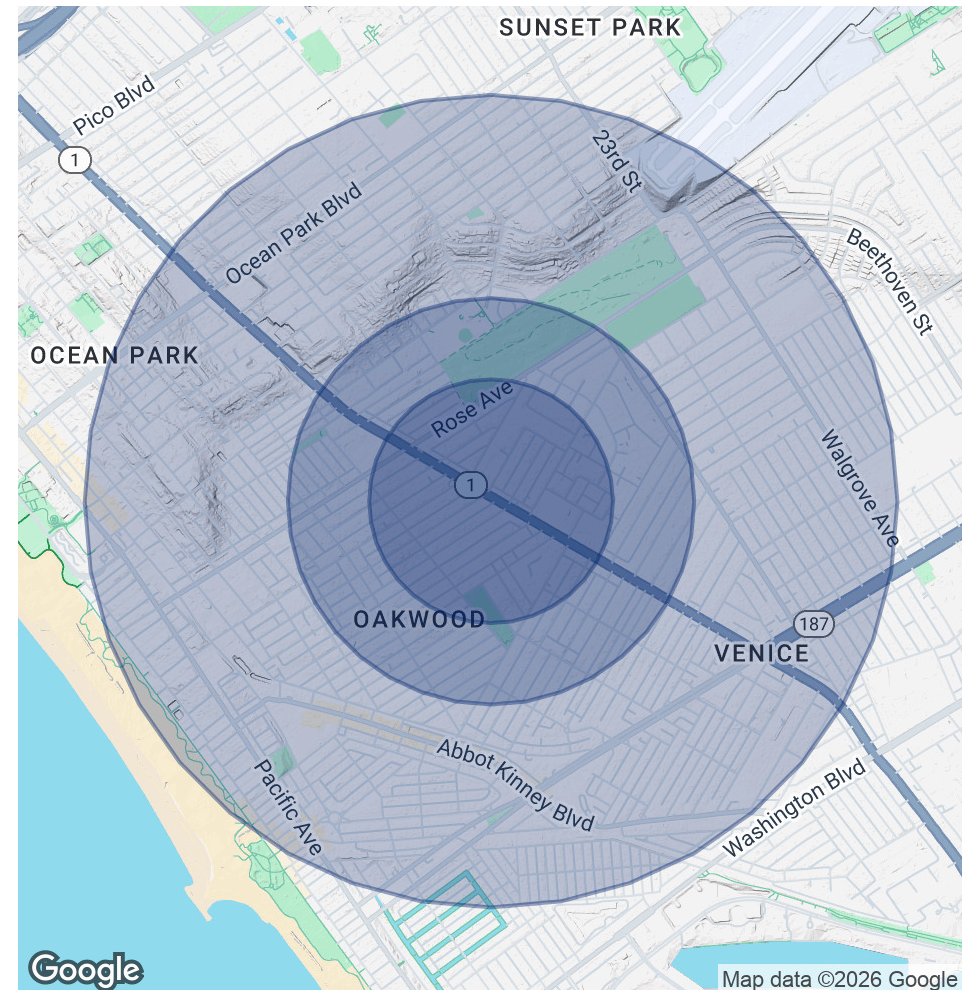 SUNSET PARK
Pico Blvd
1
23rd St
Ocean Park Blvd
Beethoven St
OCEAN PARK
Rose Ave
Walgrove Ave
1
OAKWOOD
187
VENICE
Abbot Kinney Blvd
Pacific Ave
Washington Blvd
Google
Map data ©2026 Google